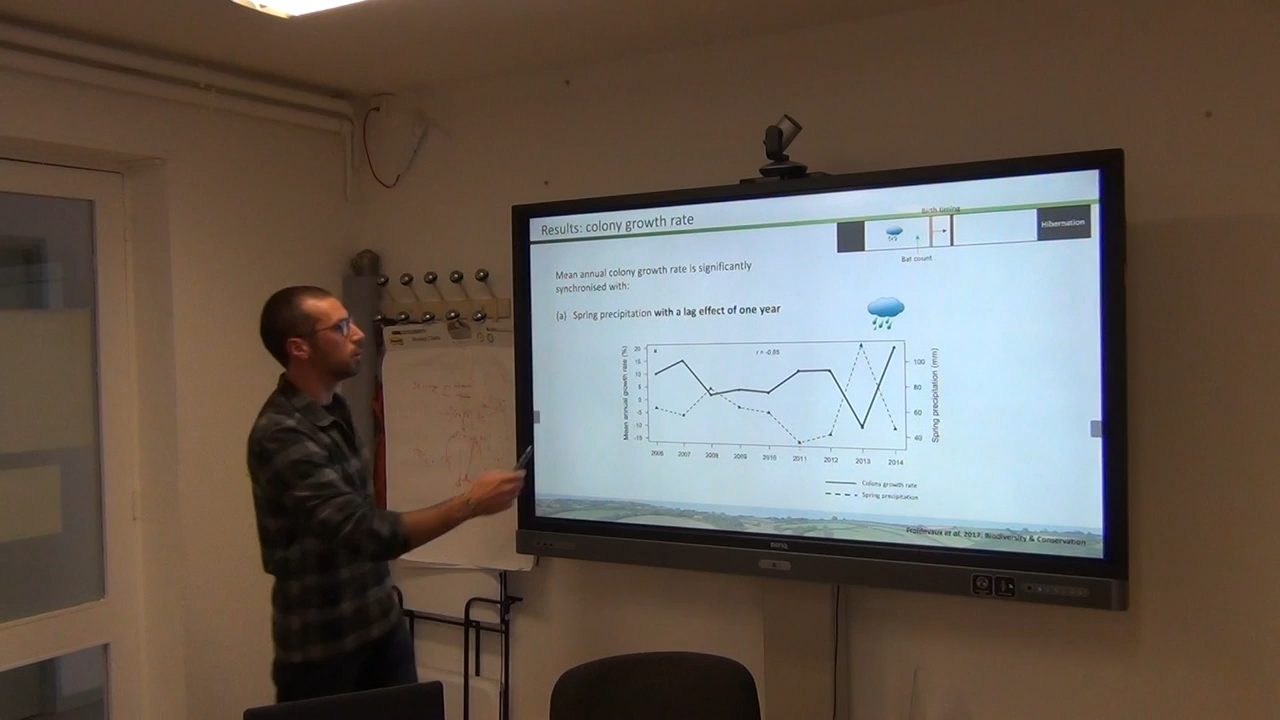 Results: colony growth rate
Birth timing
Hibernation
Bat count
Mean annual colony growth rate is significantly
synchronised with:
(a) Spring precipitation with a lag effect of one year
a
Mean annual growth rate (%)
20
15
10
5
0
-5
-10
-15
Spring precipitation (mm)
100
80
60
40
2006 2007 2008 2009 2010 2011 2012 2013 2014
Colony growth rate
Spring precipitation
et al. 2017, Biodiversity & Conservation
BenQ